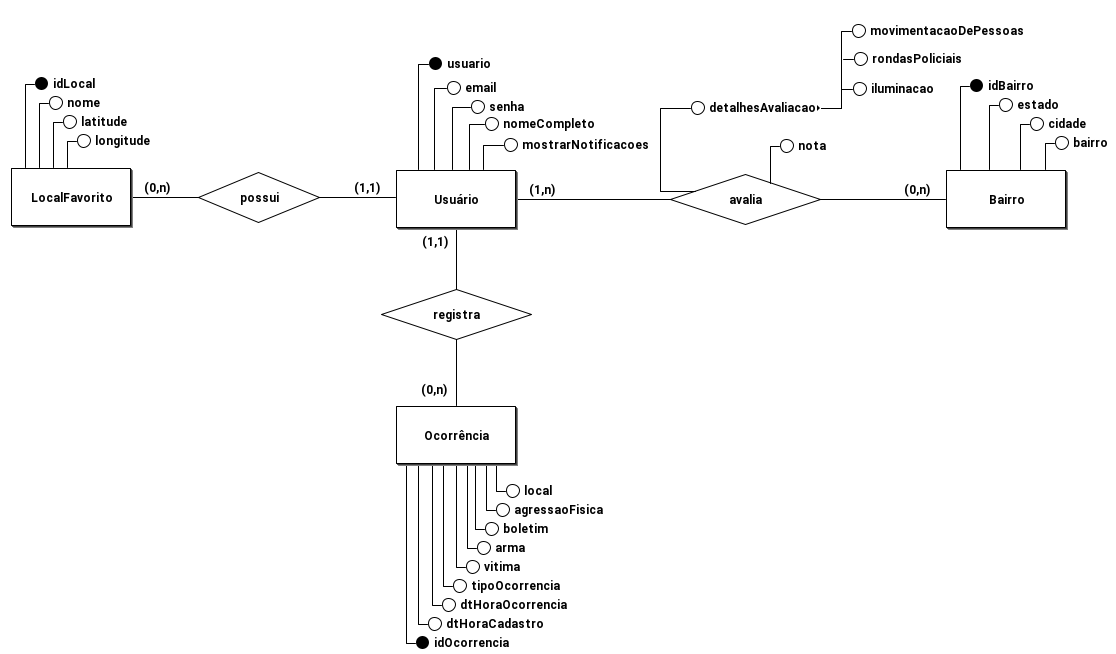 movimentacaoDePessoas
rondasPoliciais
iluminacao
detalhesAvaliacao
nota
usuario
email
senha
nomeCompleto
mostrarNotificacoes
idLocal
nome
latitude
longitude
idBairro
estado
cidade
bairro
LocalFavorito
(0,n)
possui
(1,1)
Usuário
(1,n)
avalia
(0,n)
Bairro
(1,1)
registra
(0,n)
Ocorrência
local
agressaoFisica
boletim
arma
vitima
tipoOcorrencia
dtHoraOcorrencia
dtHoraCadastro
idOcorrencia